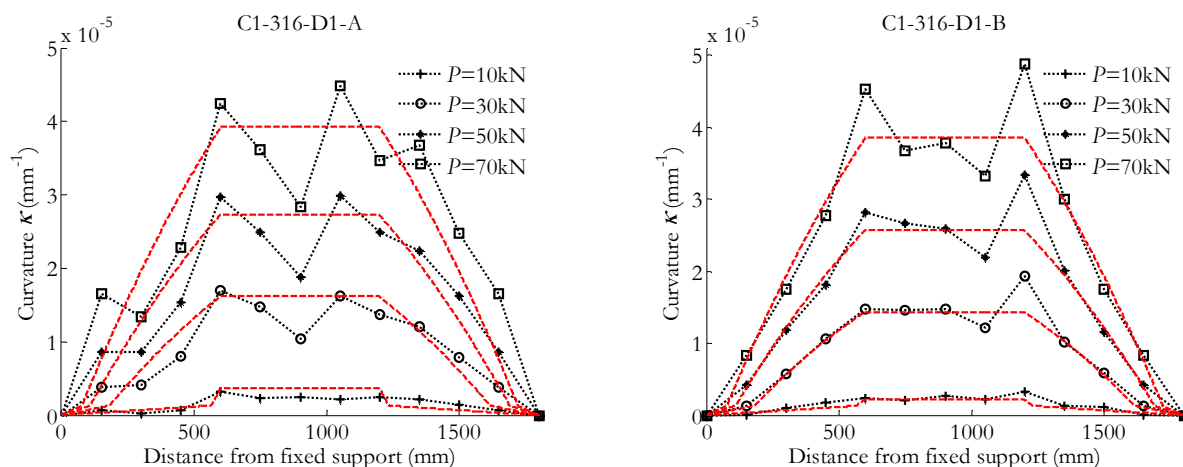 C1-316-D1-A
x 10^-5
5
4
3
2
1
0
Curvature κ (mm^-1)
0
500
1000
1500
Distance from fixed support (mm)
P=10kN
P=30kN
P=50kN
P=70kN
C1-316-D1-B
x 10^-5
5
4
3
2
1
0
Curvature κ (mm^-1)
0
500
1000
1500
Distance from fixed support (mm)
P=10kN
P=30kN
P=50kN
P=70kN